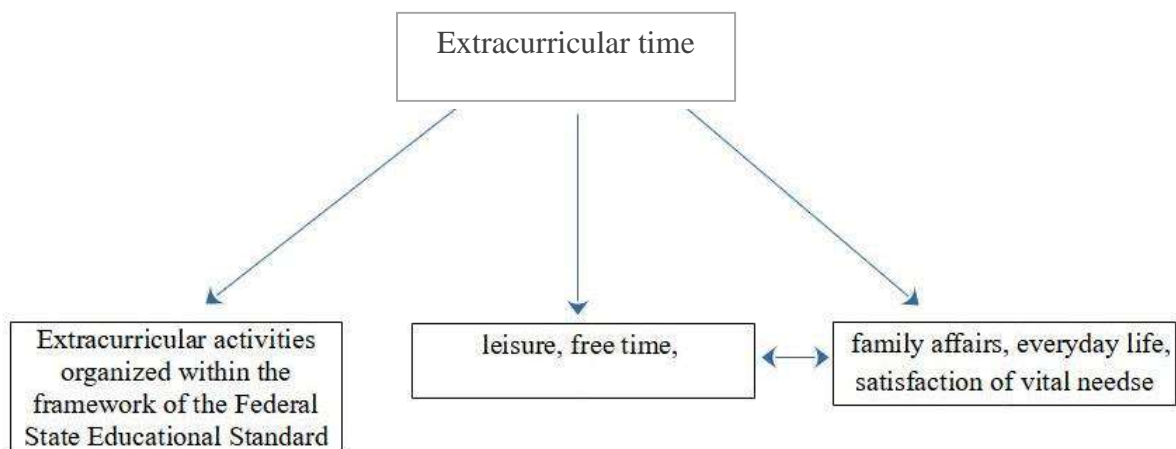 Extracurricular time
Extracurricular activities
organized within the
framework of the Federal
State Educational Standard
leisure, free time,
family affairs, everyday life,
satisfaction of vital needse